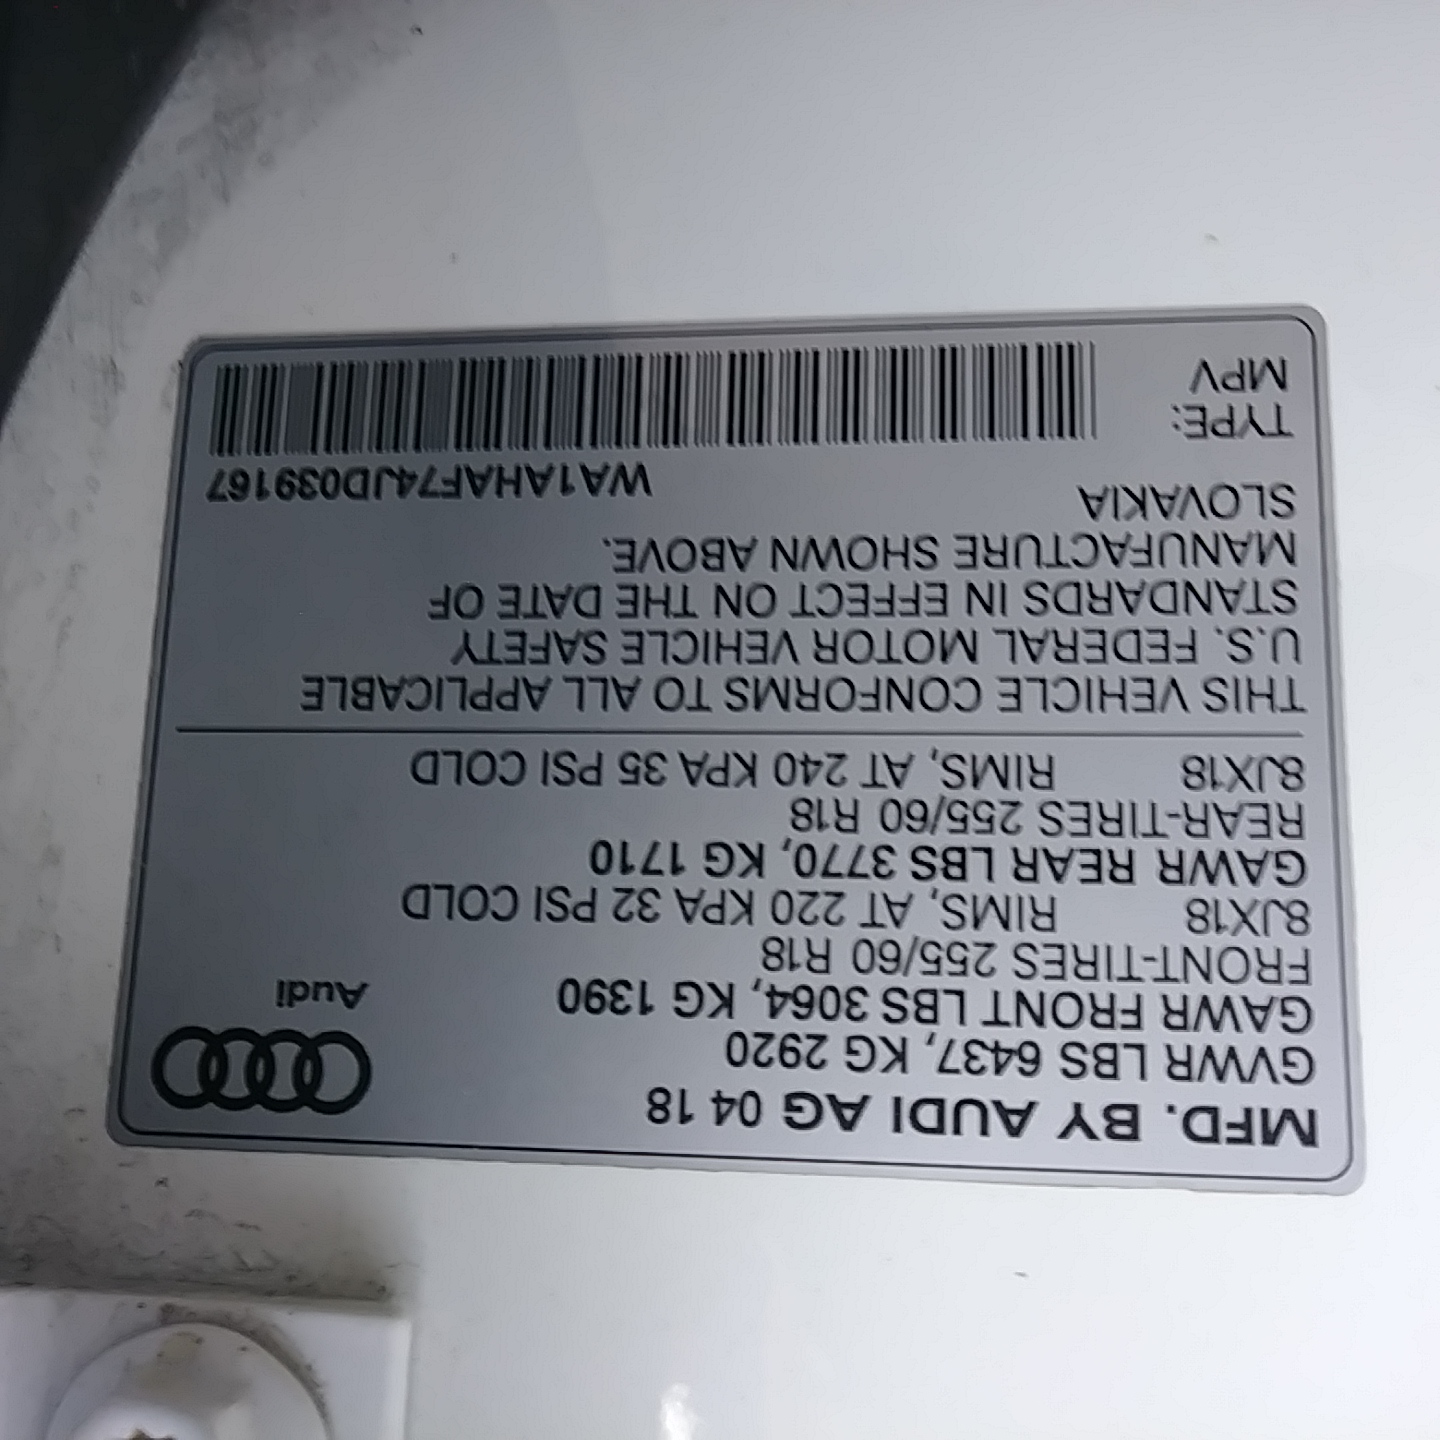 MFD. BY AUDI AG 04 18
GVWR LBS 6437, KG 2920
GAWR FRONT LBS 3064, KG 1390
Audi
FRONT-TIRES 255/60 R18
8JX18 RIMS, AT 220 KPA 32 PSI COLD
GAWR REAR LBS 3770, KG 1710
REAR-TIRES 255/60 R18
8JX18 RIMS, AT 240 KPA 35 PSI COLD
THIS VEHICLE CONFORMS TO ALL APPLICABLE
U.S. FEDERAL MOTOR VEHICLE SAFETY
STANDARDS IN EFFECT ON THE DATE OF
MANUFACTURE SHOWN ABOVE.
SLOVAKIA WA1AHAF74JD039167
TYPE:
MPV